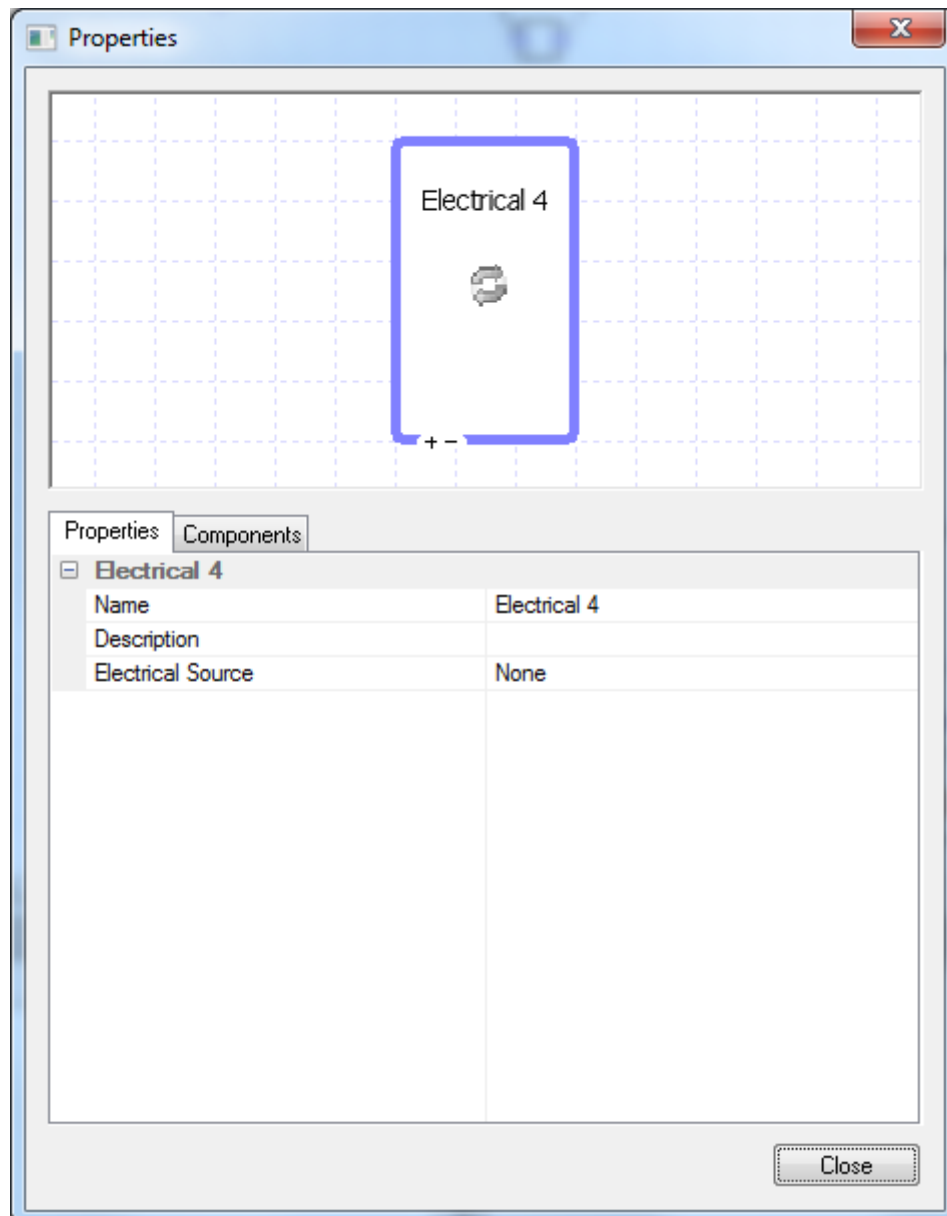 Properties
Electrical 4
+ −
Properties Components
Electrical 4
Name Electrical 4
Description
Electrical Source None
Close